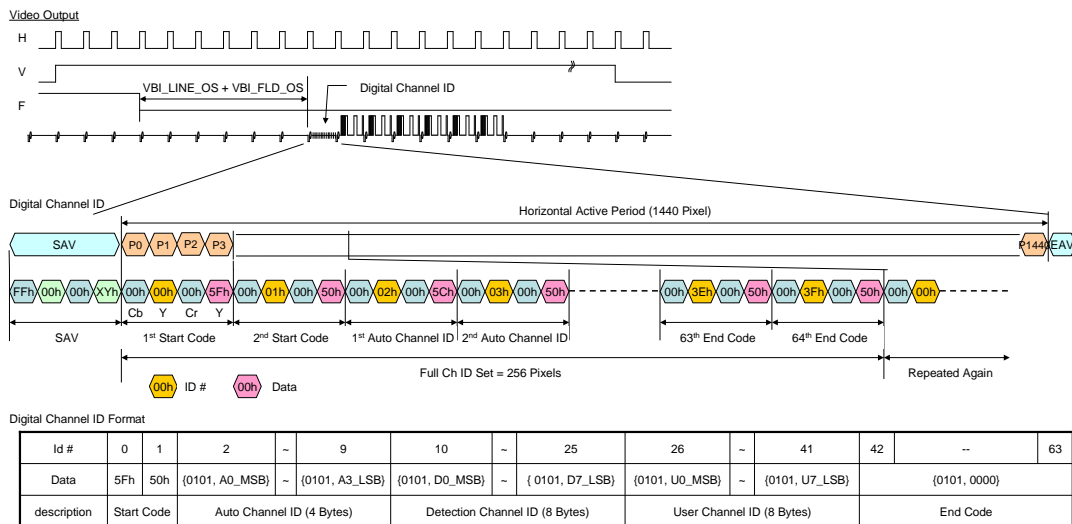 Video Output
H
V
VBI_LINE_OS + VBI_FLD_OS
Digital Channel ID
F
Digital Channel ID
Horizontal Active Period (1440 Pixel)
SAV P0 P1 P2 P3 P1440 EAV
FFh 00h 00h XYh 00h 00h 00h 5Fh 00h 01h 00h 50h 00h 02h 00h 5Ch 00h 03h 00h 50h 00h 3Eh 00h 50h 00h 3Fh 00h 50h 00h 00h
Cb Y Cr Y
SAV 1st Start Code 2nd Start Code 1st Auto Channel ID 2nd Auto Channel ID 63th End Code 64th End Code
Full Ch ID Set = 256 Pixels Repeated Again
00h ID # 00h Data
Digital Channel ID Format
Id # 0 1 2 ~ 9 10 ~ 25 26 ~ 41 42 -- 63
Data 5Fh 50h {0101, A0_MSB} ~ {0101, A3_LSB} {0101, D0_MSB} ~ { 0101, D7_LSB} {0101, U0_MSB} ~ {0101, U7_LSB} {0101, 0000}
description Start Code Auto Channel ID (4 Bytes) Detection Channel ID (8 Bytes) User Channel ID (8 Bytes) End Code